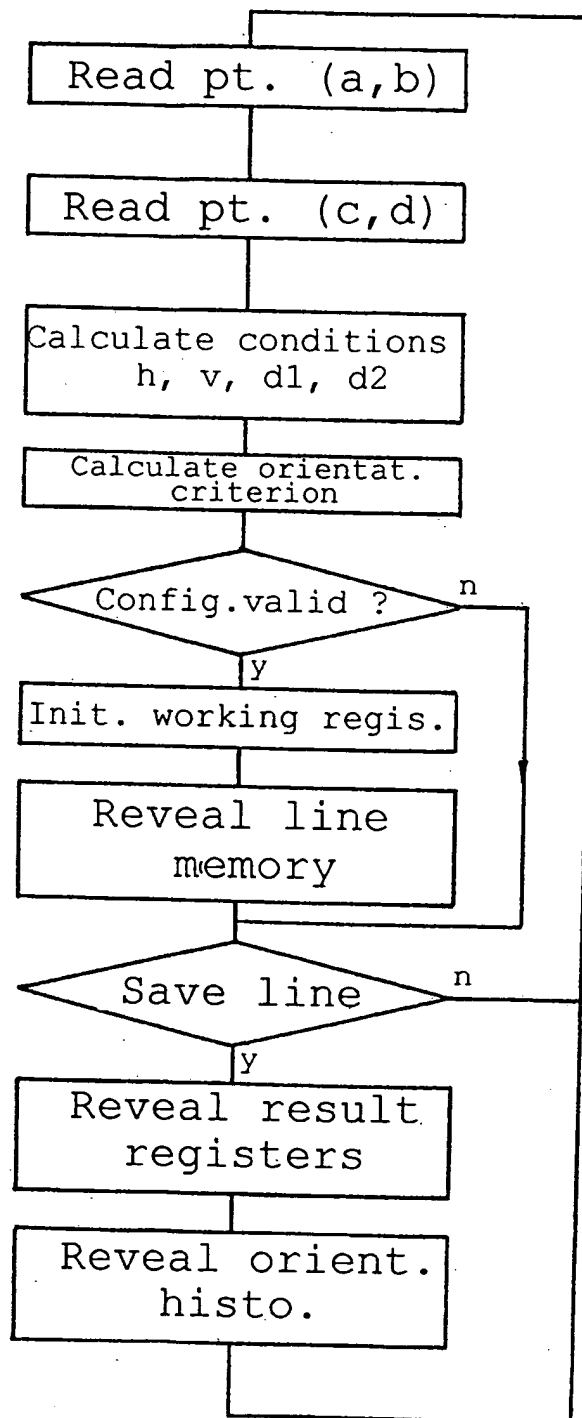 Read pt. (a,b)
Read pt. (c,d)
Calculate conditions
h, v, d1, d2
Calculate orientat.
criterion
Config.valid ?
n
y
Init. working regis.
Reveal line
memory
Save line
n
y
Reveal result
registers
Reveal orient.
histo.